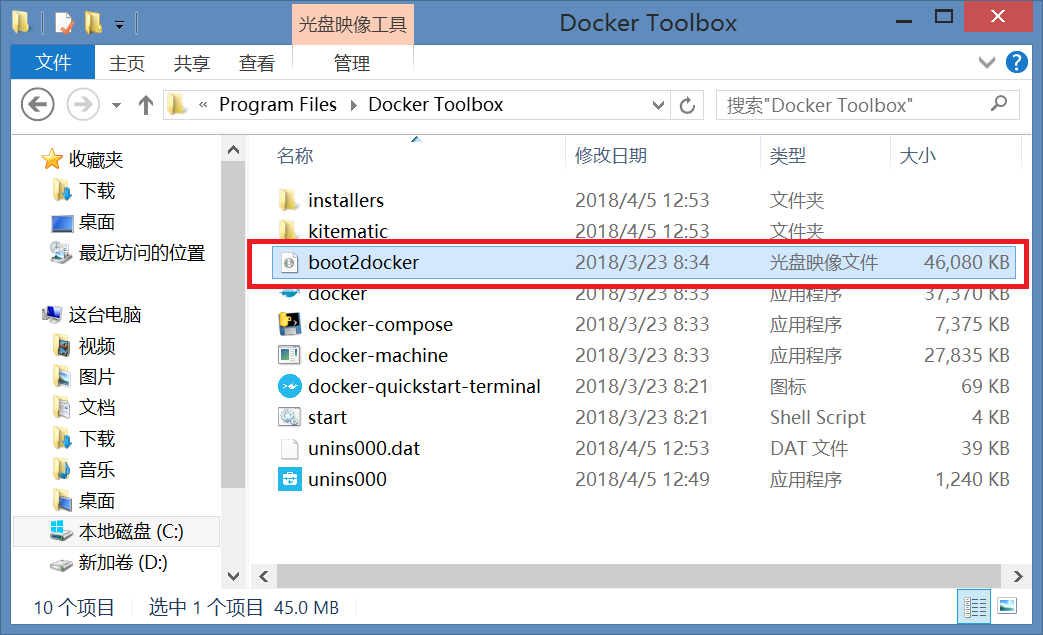 光盘映像工具
Docker Toolbox
文件 主页 共享 查看 管理
« Program Files Docker Toolbox 搜索"Docker Toolbox"
收藏夹
下载
桌面
最近访问的位置
这台电脑
视频
图片
文档
下载
音乐
桌面
本地磁盘 (C:)
新加卷 (D:)
名称 修改日期 类型 大小
installers 2018/4/5 12:53 文件夹
kitematic 2018/4/5 12:53 文件夹
boot2docker 2018/3/23 8:34 光盘映像文件 46,080 KB
docker 2018/3/23 8:33 应用程序 37,370 KB
docker-compose 2018/3/23 8:33 应用程序 7,375 KB
docker-machine 2018/3/23 8:33 应用程序 27,835 KB
docker-quickstart-terminal 2018/3/23 8:21 图标 69 KB
start 2018/3/23 8:21 Shell Script 4 KB
unins000.dat 2018/4/5 12:53 DAT 文件 39 KB
unins000 2018/4/5 12:49 应用程序 1,240 KB
10 个项目 选中 1 个项目 45.0 MB